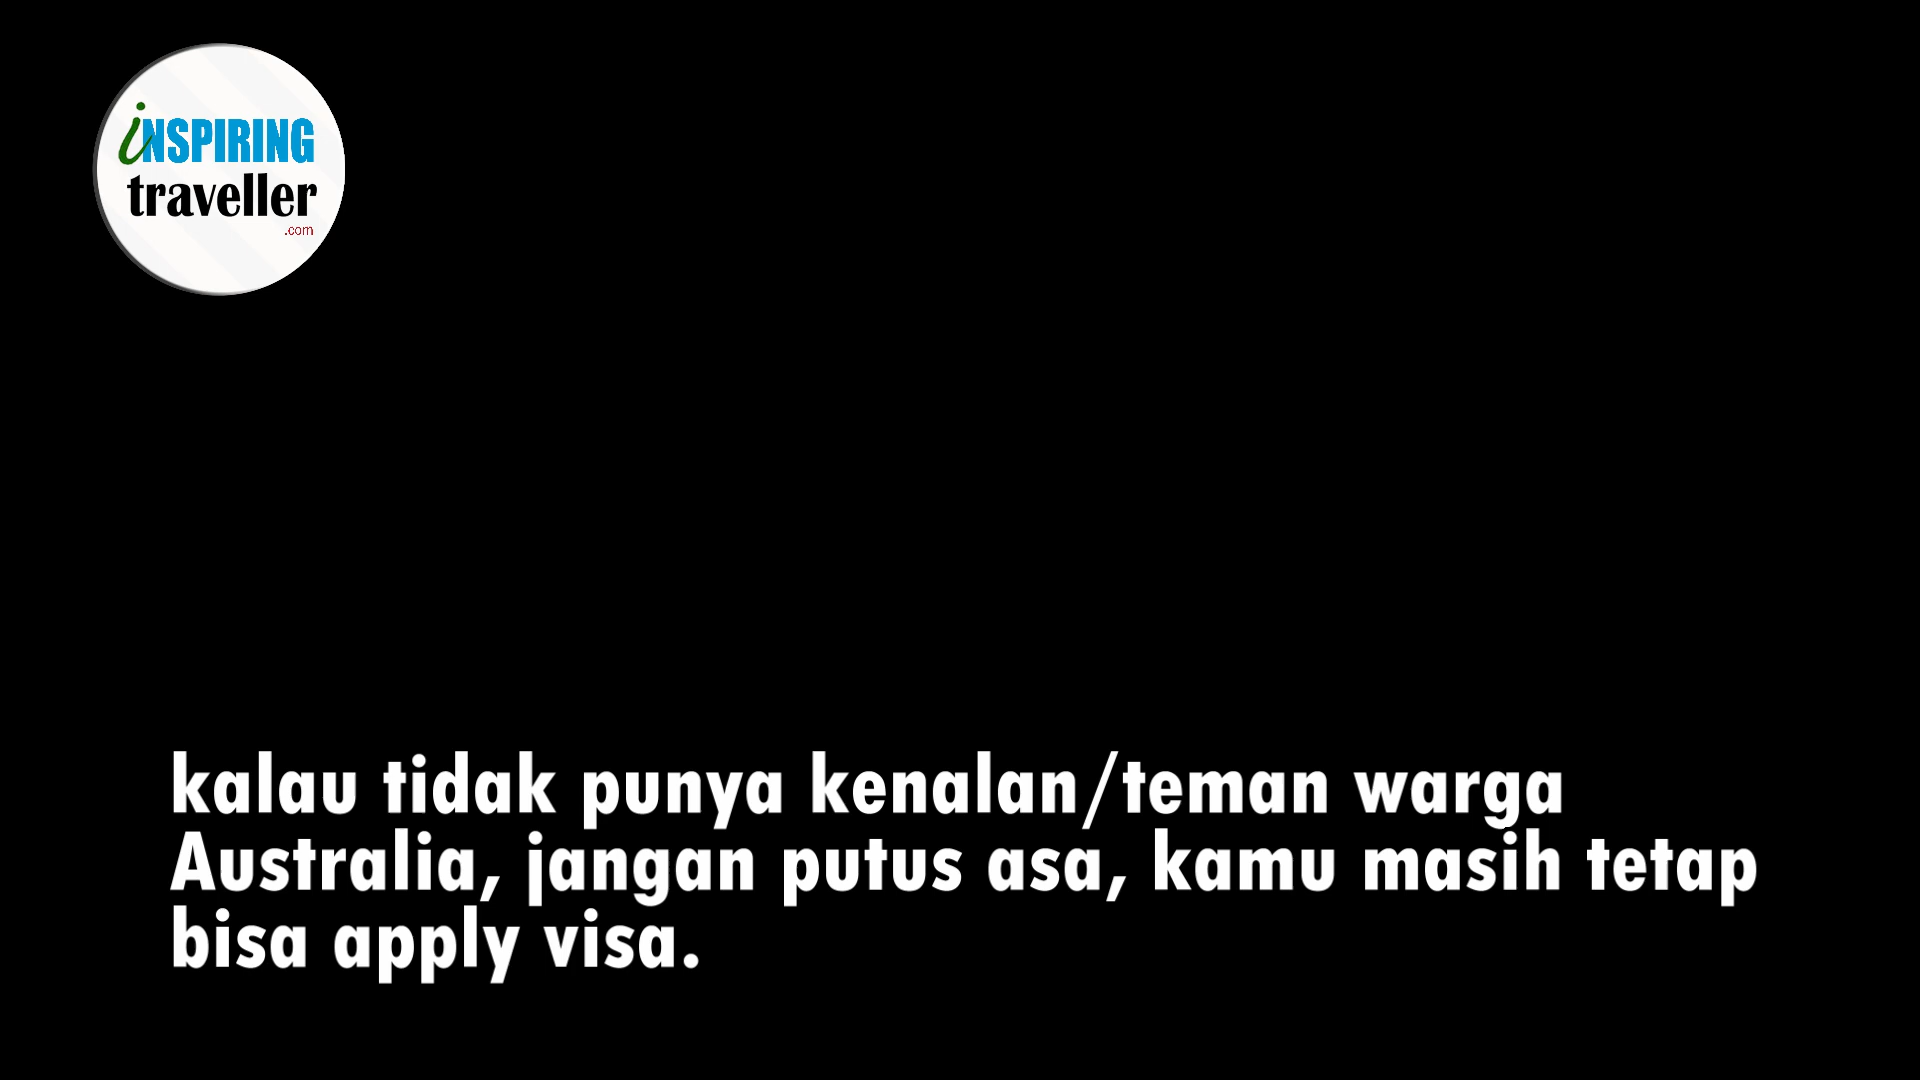 iNSPIRING
traveller
.com
kalau tidak punya kenalan/teman warga
Australia, jangan putus asa, kamu masih tetap
bisa apply visa.